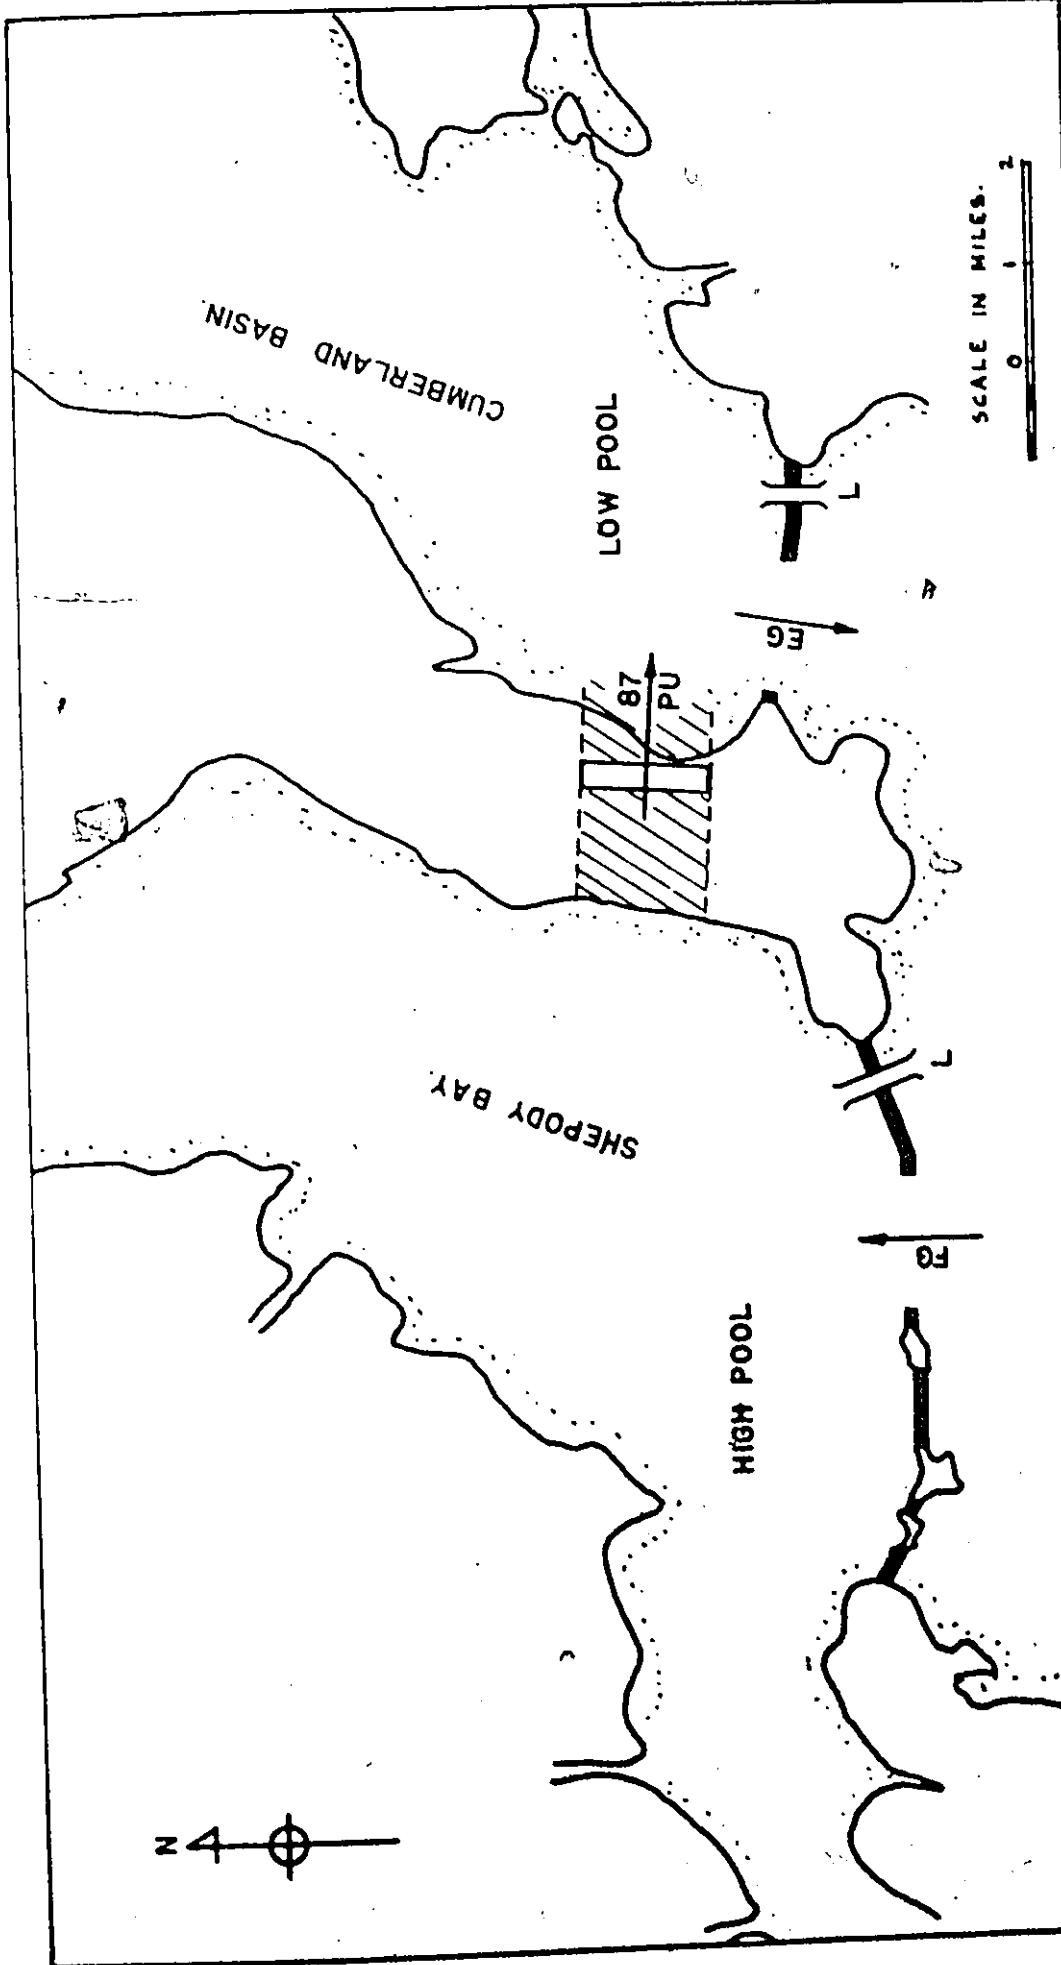 N
SHEPODY BAY.
HIGH POOL
FG
L
CUMBERLAND BASIN.
LOW POOL
87
PU
EG
L
SCALE IN MILES.
0 1 2